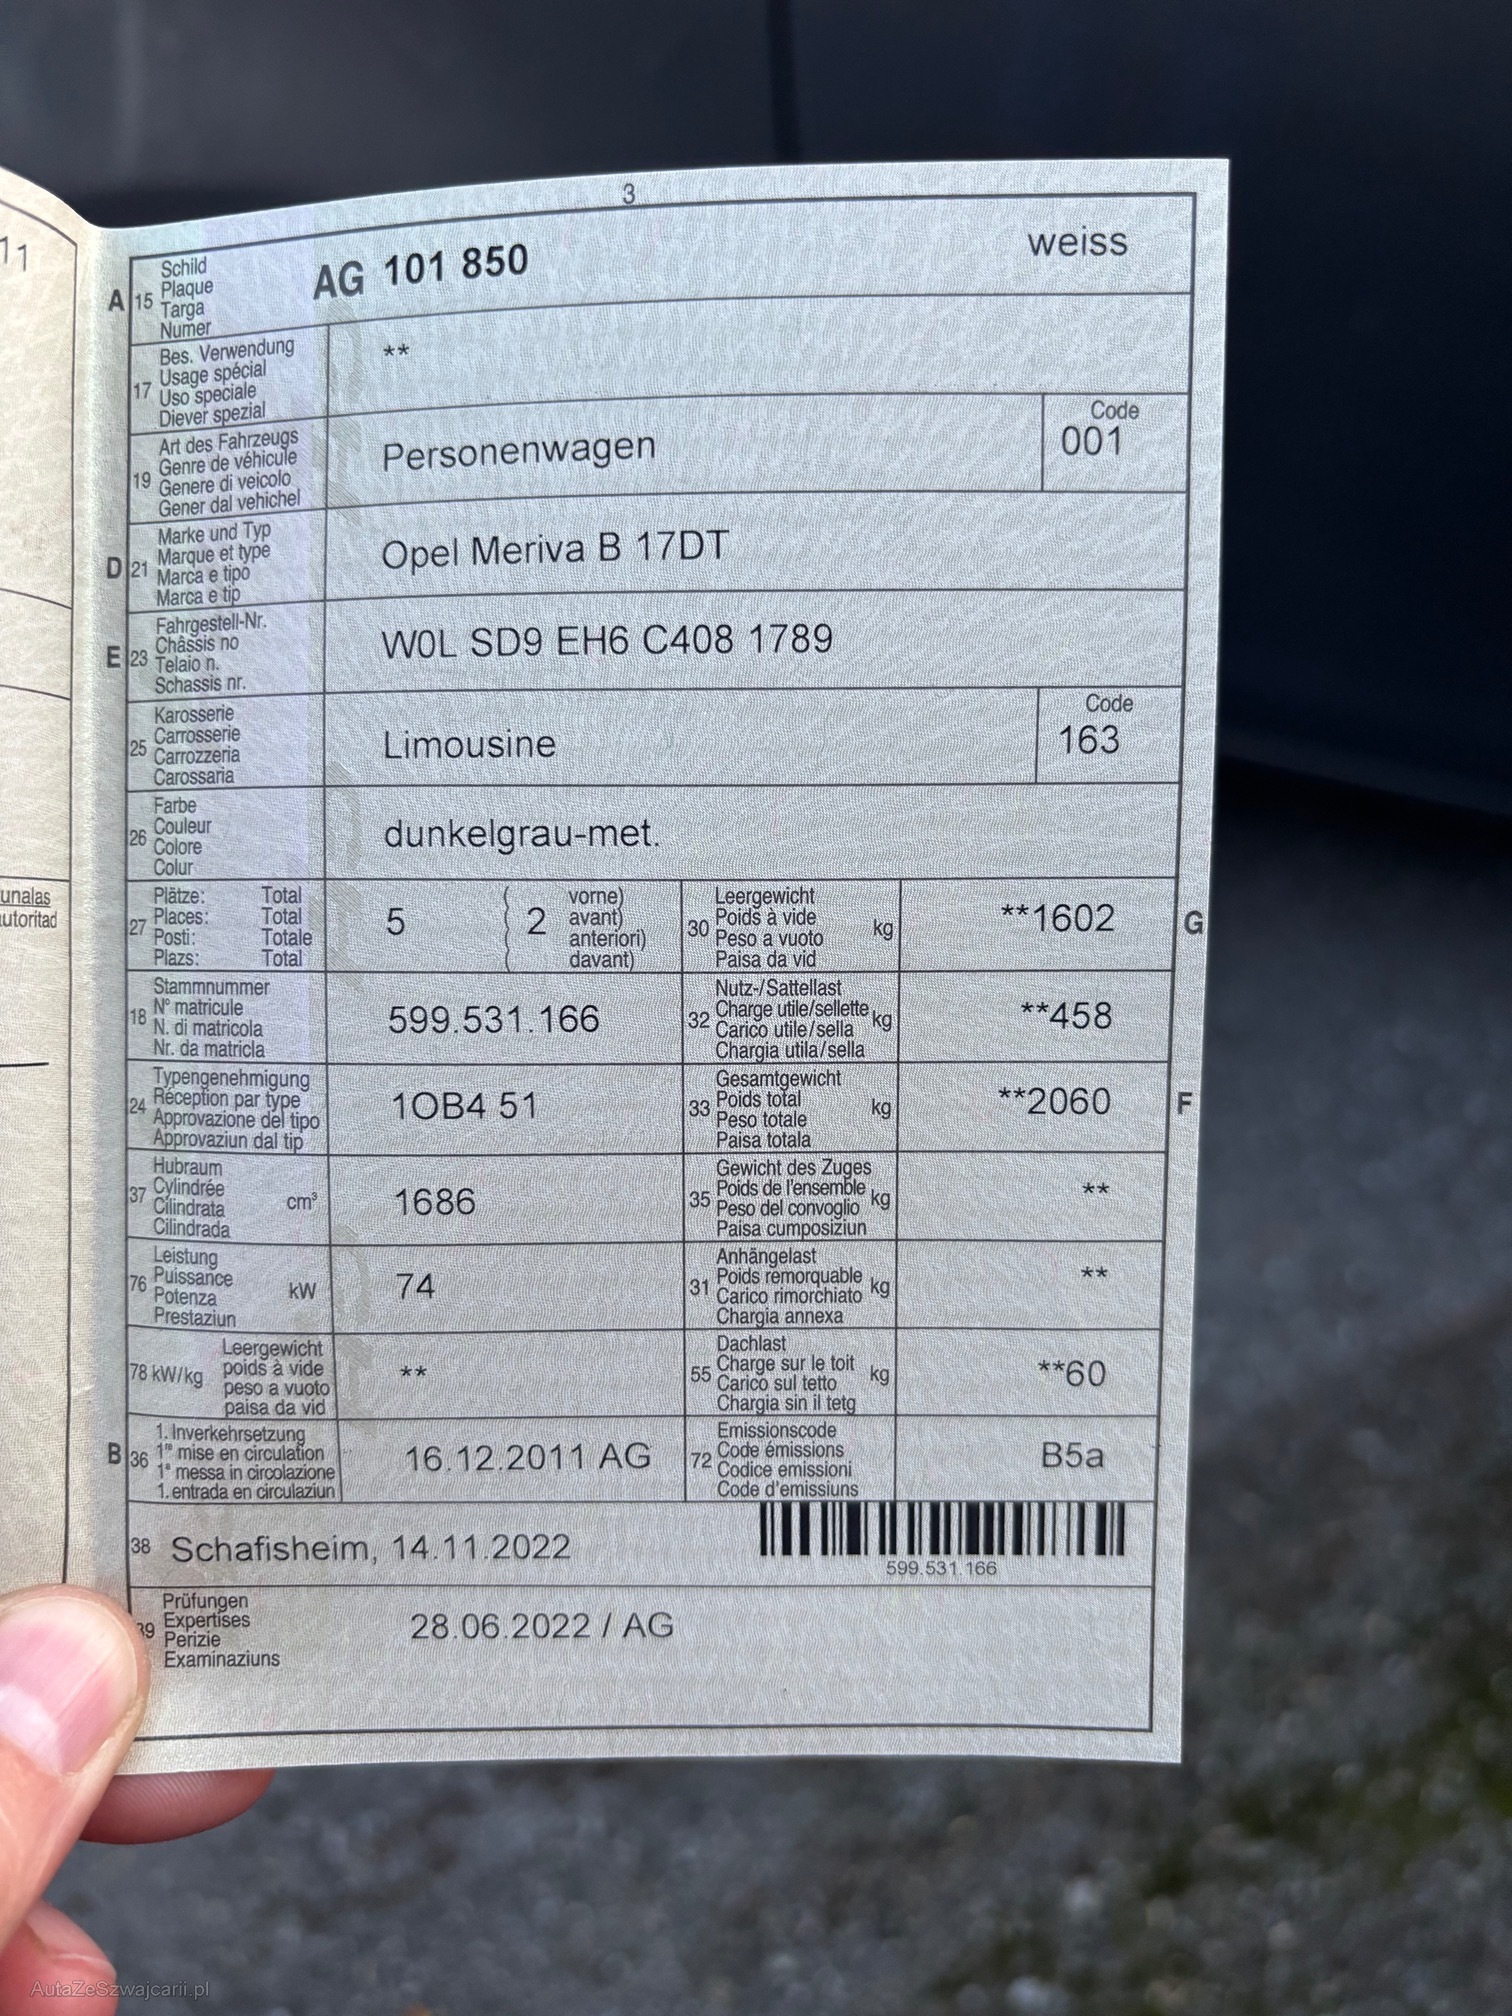 3
A 15 Schild
Plaque
Targa
Numer
AG 101 850 weiss
17 Bes. Verwendung
Usage spécial
Uso speciale
Diever spezial
**
19 Art des Fahrzeugs
Genre de véhicule
Genere di veicolo
Gener dal vehichel
Personenwagen
Code
001
D 21 Marke und Typ
Marque et type
Marca e tipo
Marca e tip
Opel Meriva B 17DT
E 23 Fahrgestell-Nr.
Châssis no
Telaio n.
Schassis nr.
W0L SD9 EH6 C408 1789
25 Karosserie
Carrosserie
Carrozzeria
Carossaria
Limousine
Code
163
26 Farbe
Couleur
Colore
Colur
dunkelgrau-met.
27 Plätze: Total
Places: Total
Posti: Totale
Plazs: Total
5 ( 2 vorne)
avant)
anteriori)
( davant)
30 Leergewicht
Poids à vide
Peso a vuoto
Paisa da vid
kg **1602 G
18 Stammnummer
N° matricule
N. di matricola
Nr. da matricla
599.531.166
32 Nutz-/Sattellast
Charge utile/sellette
Carico utile/sella
Chargia utila/sella
kg **458
24 Typengenehmigung
Réception par type
Approvazione del tipo
Approvaziun dal tip
1OB4 51
33 Gesamtgewicht
Poids total
Peso totale
Paisa totala
kg **2060 F
37 Hubraum
Cylindrée
Cilindrata
Cilindrada
cm³ 1686
35 Gewicht des Zuges
Poids de l'ensemble
Peso del convoglio
Paisa cumposiziun
kg **
76 Leistung
Puissance
Potenza
Prestaziun
kW 74
31 Anhängelast
Poids remorquable
Carico rimorchiato
Chargia annexa
kg **
78 kW/kg Leergewicht
poids à vide
peso a vuoto
paisa da vid
**
55 Dachlast
Charge sur le toit
Carico sul tetto
Chargia sin il tetg
kg **60
B 36 1. Inverkehrsetzung
1re mise en circulation
1a messa in circolazione
1. entrada en circulaziun
16.12.2011 AG
72 Emissionscode
Code émissions
Codice emissioni
Code d'emissiuns
B5a
38 Schafisheim, 14.11.2022
599.531.166
39 Prüfungen
Expertises
Perizie
Examinaziuns
28.06.2022 / AG
11
unalas
autoritad
AutaZeSzwajcarii.pl